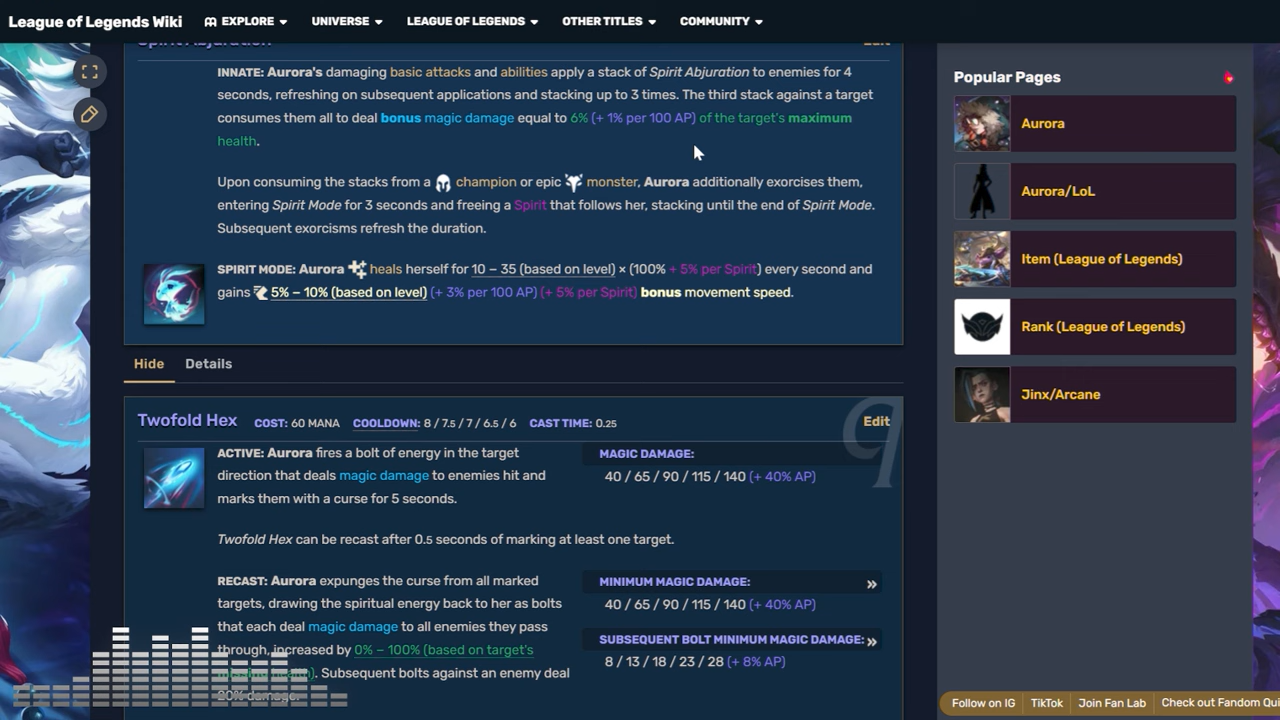 League of Legends Wiki
EXPLORE
UNIVERSE
LEAGUE OF LEGENDS
OTHER TITLES
COMMUNITY
Spirit Abjuration
Edit
INNATE: Aurora's damaging basic attacks and abilities apply a stack of Spirit Abjuration to enemies for 4
seconds, refreshing on subsequent applications and stacking up to 3 times. The third stack against a target
consumes them all to deal bonus magic damage equal to 6% (+ 1% per 100 AP) of the target's maximum
health.
Upon consuming the stacks from a champion or epic monster, Aurora additionally exorcises them,
entering Spirit Mode for 3 seconds and freeing a Spirit that follows her, stacking until the end of Spirit Mode.
Subsequent exorcisms refresh the duration.
SPIRIT MODE: Aurora heals herself for 10 – 35 (based on level) × (100% + 5% per Spirit) every second and
gains 5% – 10% (based on level) (+ 3% per 100 AP) (+ 5% per Spirit) bonus movement speed.
Hide
Details
Twofold Hex
COST: 60 MANA
COOLDOWN: 8 / 7.5 / 7 / 6.5 / 6
CAST TIME: 0.25
Edit
q
ACTIVE: Aurora fires a bolt of energy in the target
direction that deals magic damage to enemies hit and
marks them with a curse for 5 seconds.
MAGIC DAMAGE:
40 / 65 / 90 / 115 / 140 (+ 40% AP)
Twofold Hex can be recast after 0.5 seconds of marking at least one target.
RECAST: Aurora expunges the curse from all marked
targets, drawing the spiritual energy back to her as bolts
that each deal magic damage to all enemies they pass
through, increased by 0% – 100% (based on target's
missing health). Subsequent bolts against an enemy deal
20% damage.
MINIMUM MAGIC DAMAGE: »
40 / 65 / 90 / 115 / 140 (+ 40% AP)
SUBSEQUENT BOLT MINIMUM MAGIC DAMAGE: »
8 / 13 / 18 / 23 / 28 (+ 8% AP)
Popular Pages
Aurora
Aurora/LoL
Item (League of Legends)
Rank (League of Legends)
Jinx/Arcane
Follow on IG
TikTok
Join Fan Lab
Check out Fandom Qui